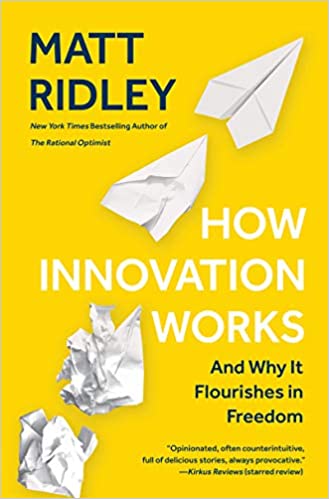 MATT
RIDLEY
New York Times Bestselling Author of
The Rational Optimist
HOW
INNOVATION
WORKS
And Why It
Flourishes in
Freedom
"Opinionated, often counterintuitive,
full of delicious stories, always provocative."
—Kirkus Reviews (starred review)